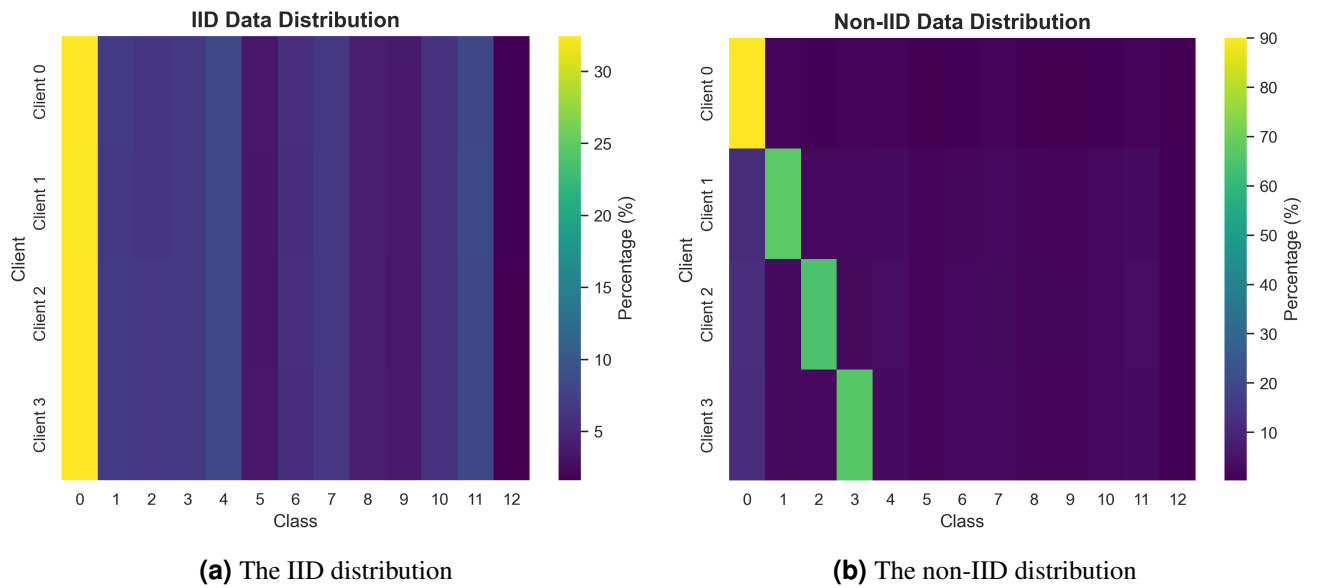 IID Data Distribution
Client
Client 0
Client 1
Client 2
Client 3
0 1 2 3 4 5 6 7 8 9 10 11 12
Class
30
25
20
15
10
5
Percentage (%)
(a) The IID distribution
Non-IID Data Distribution
Client
Client 0
Client 1
Client 2
Client 3
0 1 2 3 4 5 6 7 8 9 10 11 12
Class
90
80
70
60
50
40
30
20
10
Percentage (%)
(b) The non-IID distribution